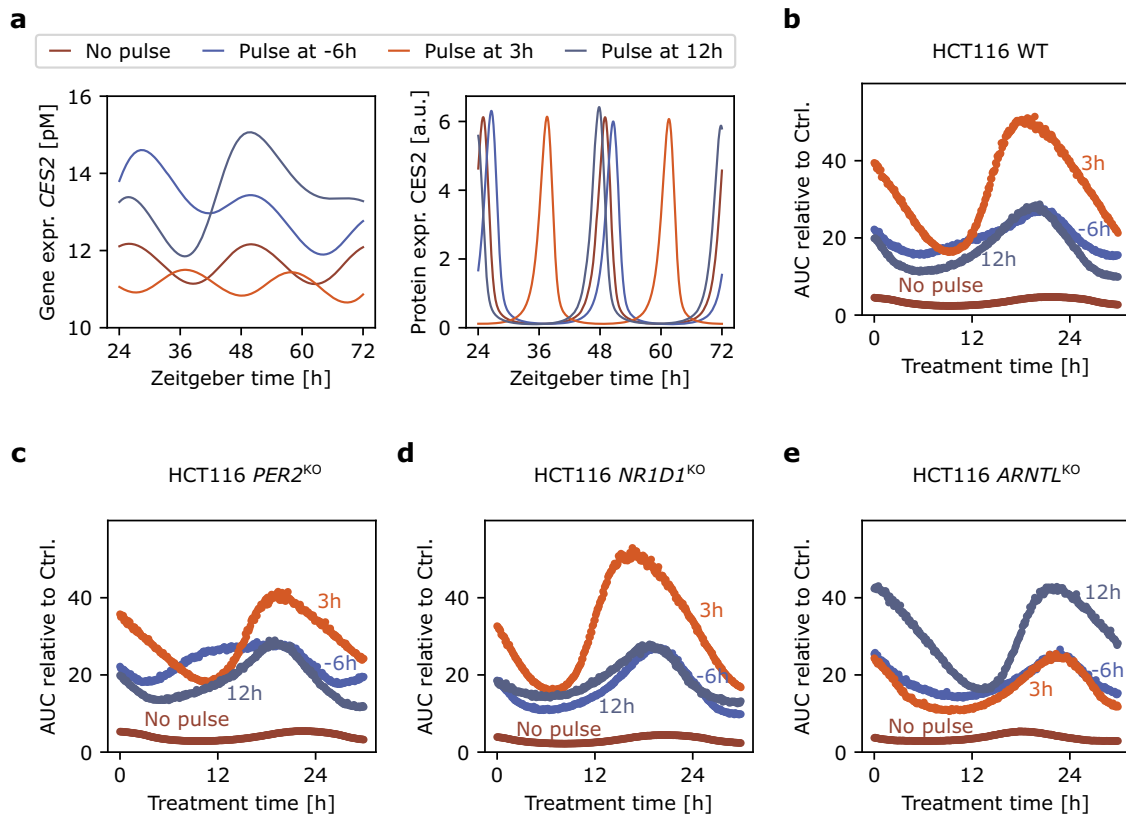 a
No pulse Pulse at -6h Pulse at 3h Pulse at 12h
Gene expr. CES2 [pM]
16
14
12
10
24 36 48 60 72
Zeitgeber time [h]
Protein expr. CES2 [a.u.]
6
4
2
0
24 36 48 60 72
Zeitgeber time [h]
b
HCT116 WT
AUC relative to Ctrl.
40
20
0
3h
-6h
12h
No pulse
0 12 24
Treatment time [h]
c
HCT116 PER2KO
AUC relative to Ctrl.
40
20
0
3h
-6h
12h
No pulse
0 12 24
Treatment time [h]
d
HCT116 NR1D1KO
AUC relative to Ctrl.
40
20
0
3h
-6h
12h
No pulse
0 12 24
Treatment time [h]
e
HCT116 ARNTLKO
AUC relative to Ctrl.
40
20
0
12h
-6h
3h
No pulse
0 12 24
Treatment time [h]